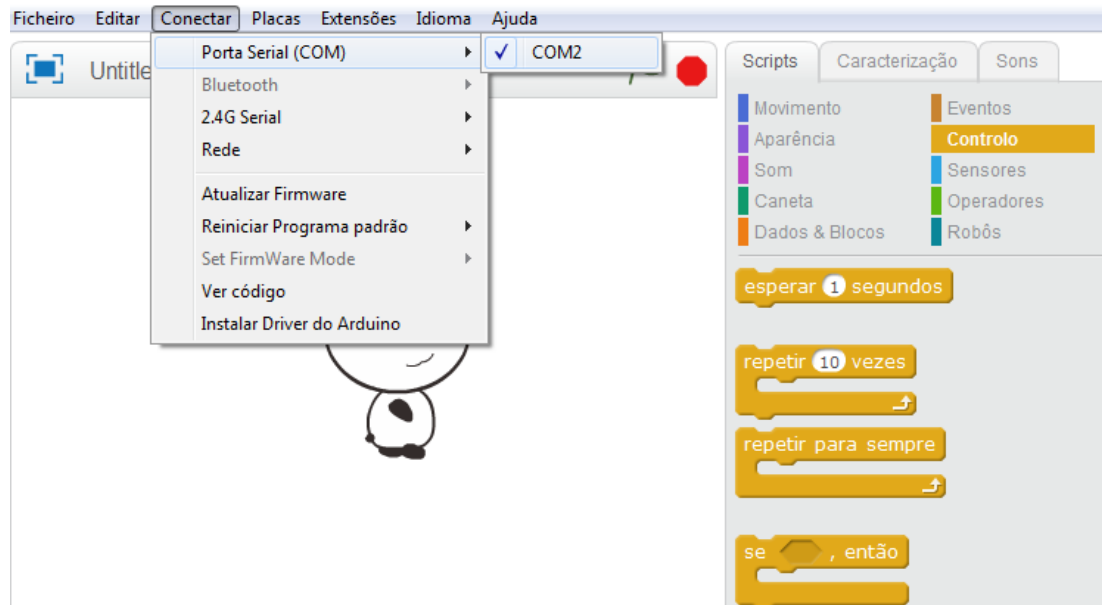 Ficheiro Editar Conectar Placas Extensões Idioma Ajuda
Porta Serial (COM)
COM2
Bluetooth
2.4G Serial
Rede
Atualizar Firmware
Reiniciar Programa padrão
Set FirmWare Mode
Ver código
Instalar Driver do Arduino
Untitle
Scripts Caracterização Sons
Movimento Eventos
Aparência Controlo
Som Sensores
Caneta Operadores
Dados & Blocos Robôs
esperar 1 segundos
repetir 10 vezes
repetir para sempre
se , então